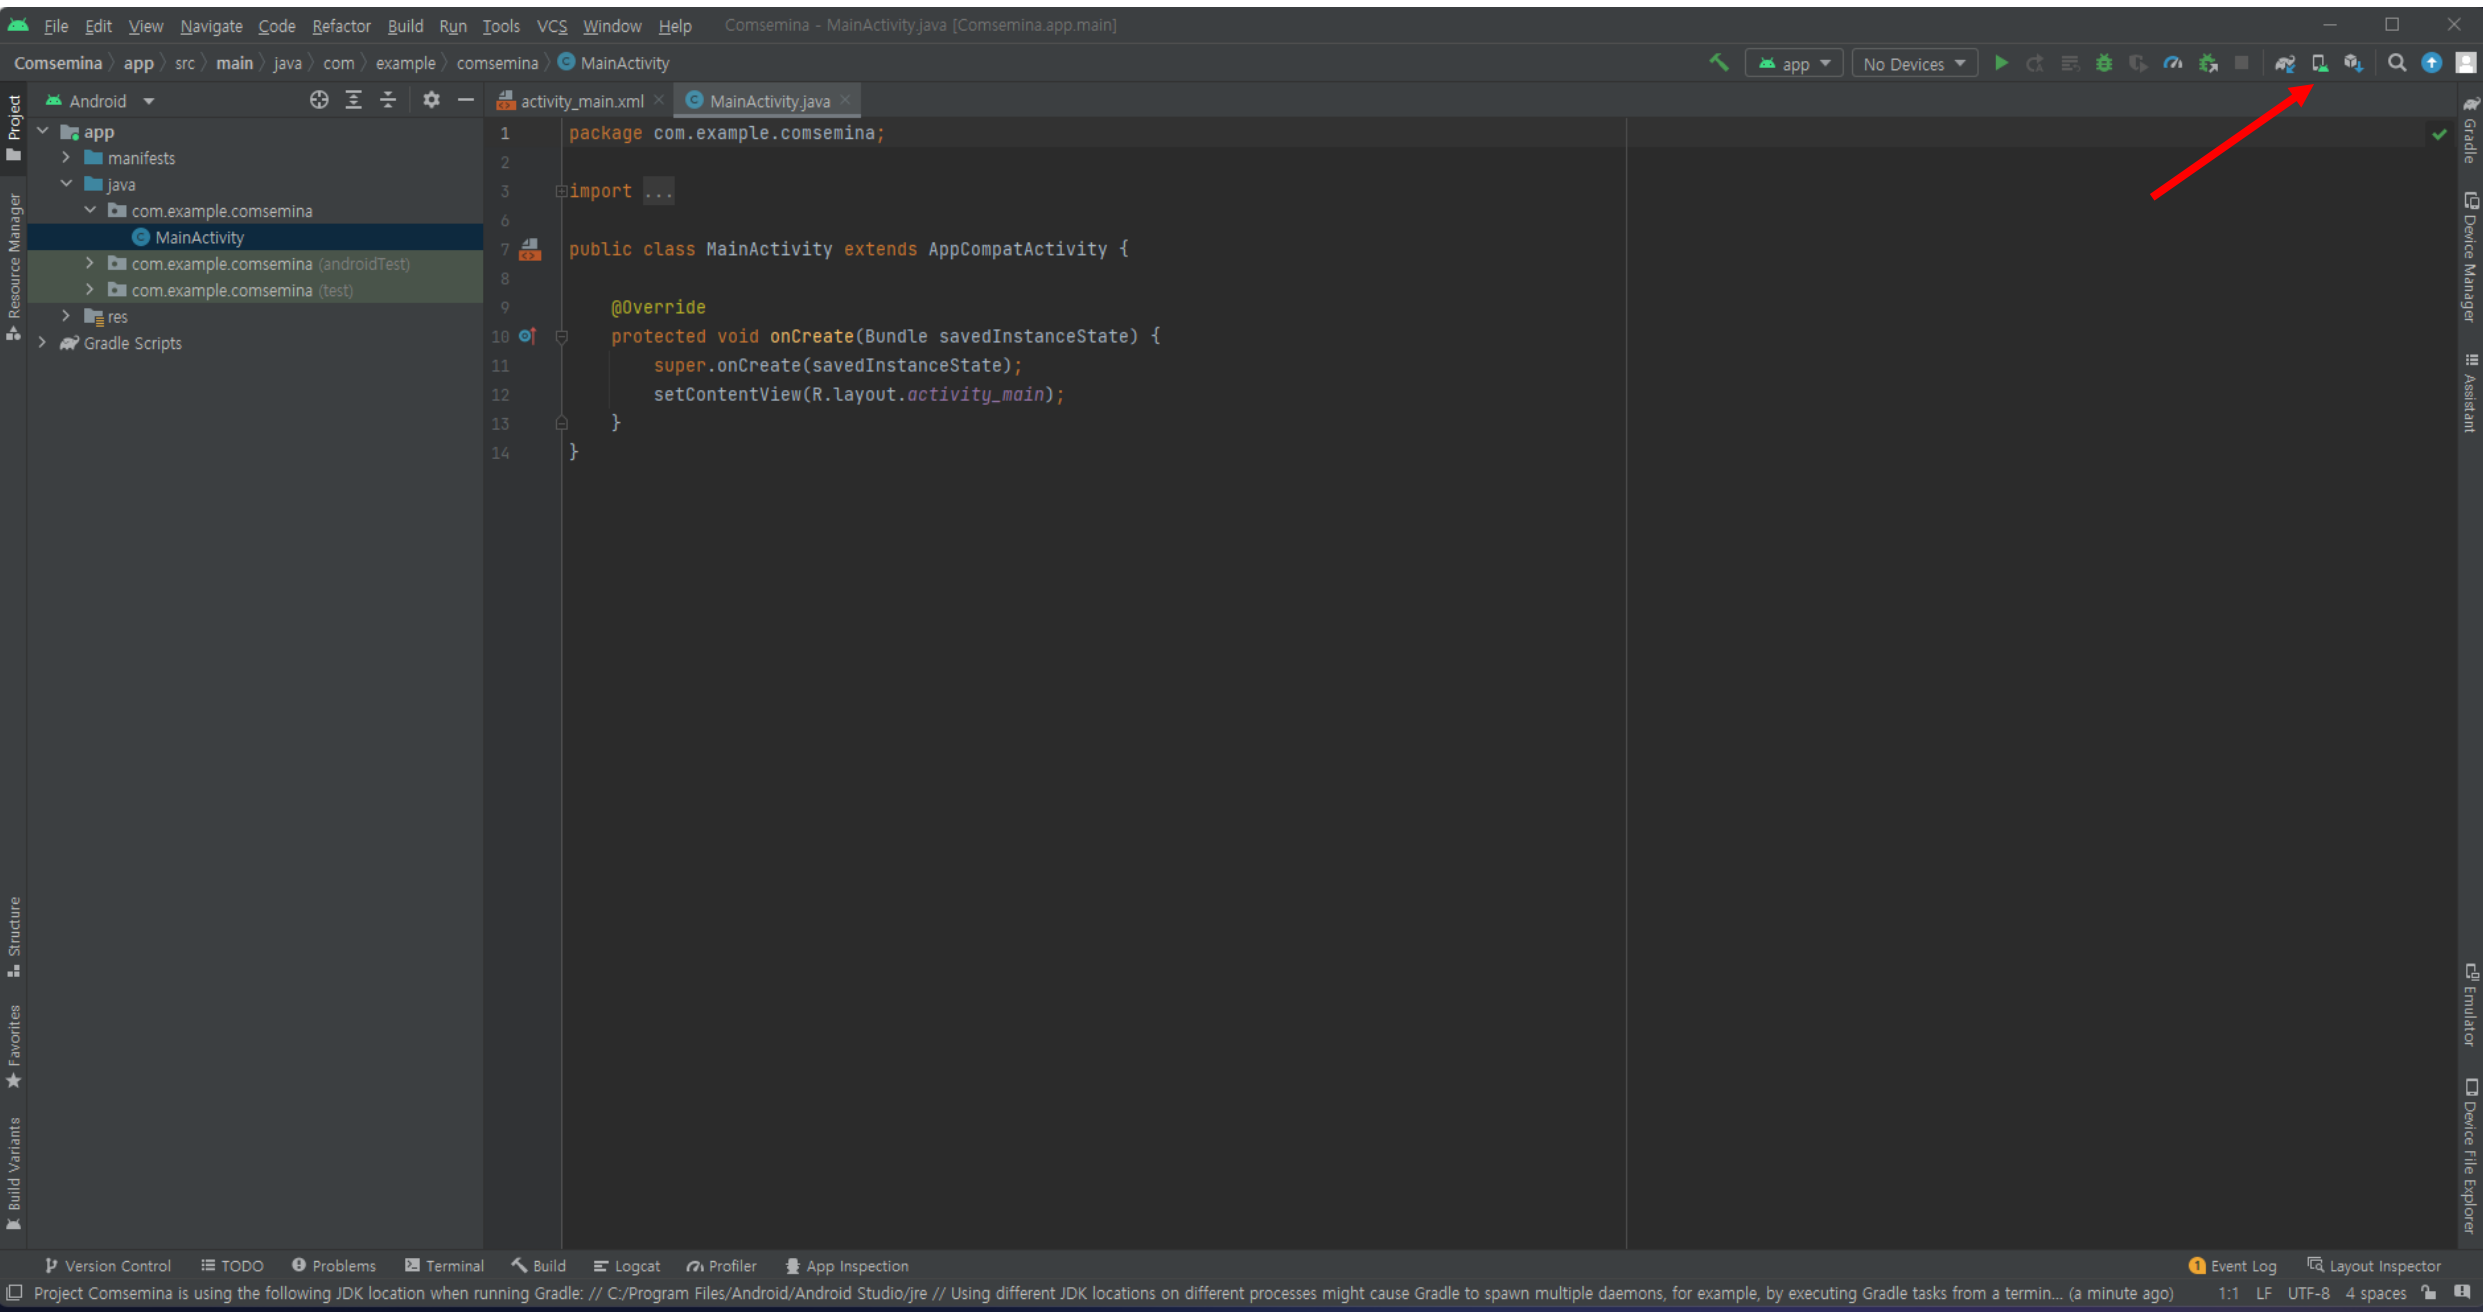 File Edit View Navigate Code Refactor Build Run Tools VCS Window Help Comsemina - MainActivity.java [Comsemina.app.main]
Comsemina app src main java com example comsemina MainActivity app No Devices
Project
Resource Manager
Structure
Favorites
Build Variants
Android
app
manifests
java
com.example.comsemina
MainActivity
com.example.comsemina (androidTest)
com.example.comsemina (test)
res
Gradle Scripts
activity_main.xml MainActivity.java
1 package com.example.comsemina;
2
3 import ...
6
7 public class MainActivity extends AppCompatActivity {
8
9 @Override
10 protected void onCreate(Bundle savedInstanceState) {
11 super.onCreate(savedInstanceState);
12 setContentView(R.layout.activity_main);
13 }
14 }
Gradle
Device Manager
Assistant
Emulator
Device File Explorer
Version Control TODO Problems Terminal Build Logcat Profiler App Inspection 1 Event Log Layout Inspector
Project Comsemina is using the following JDK location when running Gradle: // C:/Program Files/Android/Android Studio/jre // Using different JDK locations on different processes might cause Gradle to spawn multiple daemons, for example, by executing Gradle tasks from a termin... (a minute ago) 1:1 LF UTF-8 4 spaces